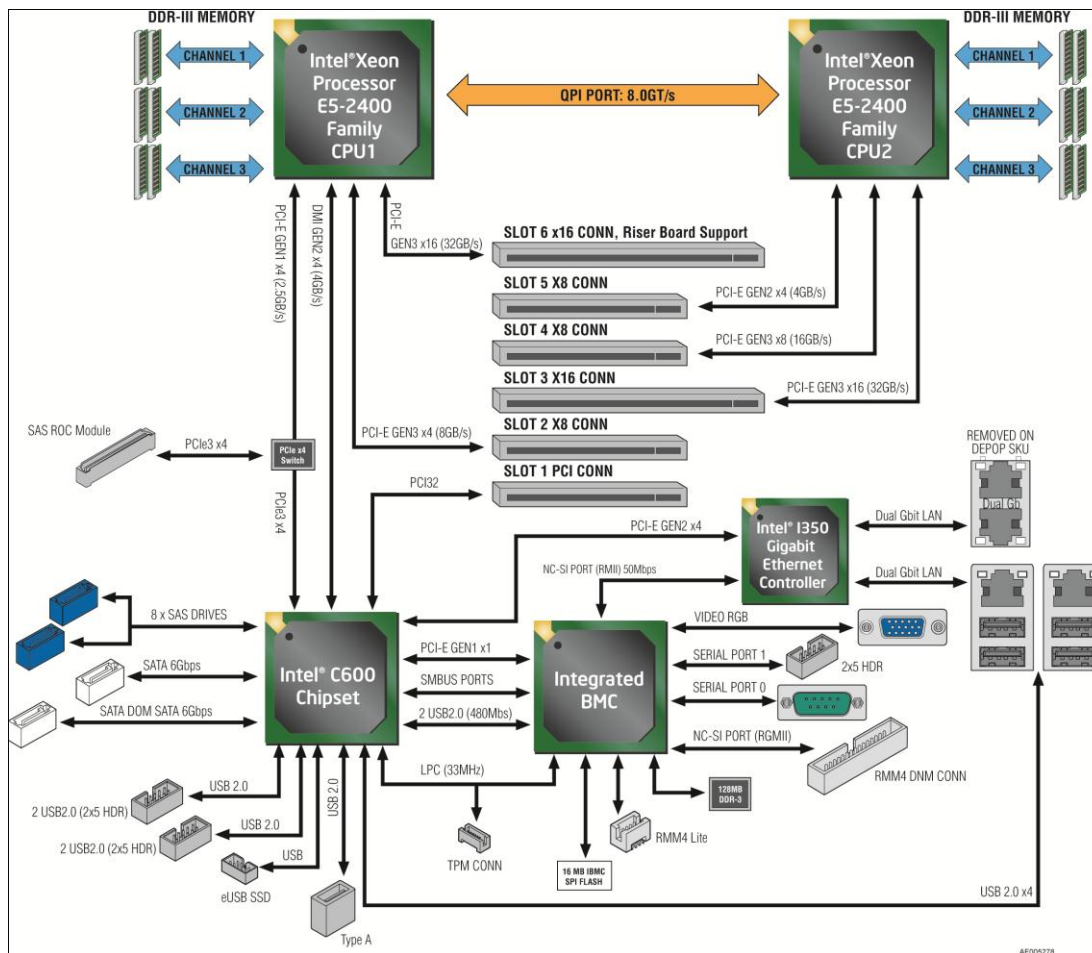 DDR-III MEMORY
DDR-III MEMORY
CHANNEL 1
CHANNEL 2
CHANNEL 3
Intel®Xeon
Processor
E5-2400
Family
CPU1
QPI PORT: 8.0GT/s
Intel®Xeon
Processor
E5-2400
Family
CPU2
CHANNEL 1
CHANNEL 2
CHANNEL 3
PCI-E GEN1 x4 (2.5GB/s)
DMI GEN2 x4 (4GB/s)
PCI-E
GEN3 x16 (32GB/s)
SLOT 6 x16 CONN, Riser Board Support
SLOT 5 X8 CONN
PCI-E GEN2 x4 (4GB/s)
SLOT 4 X8 CONN
PCI-E GEN3 x8 (16GB/s)
SLOT 3 X16 CONN
PCI-E GEN3 x16 (32GB/s)
PCI-E GEN3 x4 (8GB/s)
SLOT 2 X8 CONN
SLOT 1 PCI CONN
PCI32
SAS ROC Module
PCIe3 x4
PCIe x4
Switch
PCIe3 x4
REMOVED ON
DEPOP SKU
Dual Gb
Dual Gbit LAN
Dual Gbit LAN
PCI-E GEN2 x4
Intel® I350
Gigabit
Ethernet
Controller
NC-SI PORT (RMII) 50Mbps
8 x SAS DRIVES
SATA 6Gbps
SATA DOM SATA 6Gbps
Intel® C600
Chipset
PCI-E GEN1 x1
SMBUS PORTS
2 USB2.0 (480Mbs)
LPC (33MHz)
Integrated
BMC
VIDEO RGB
SERIAL PORT 1
2x5 HDR
SERIAL PORT 0
NC-SI PORT (RGMII)
RMM4 DNM CONN
128MB
DDR-3
RMM4 Lite
16 MB IBMC
SPI FLASH
TPM CONN
USB 2.0
2 USB2.0 (2x5 HDR)
USB 2.0
2 USB2.0 (2x5 HDR)
USB
eUSB SSD
USB 2.0
Type A
USB 2.0 x4
AF005278